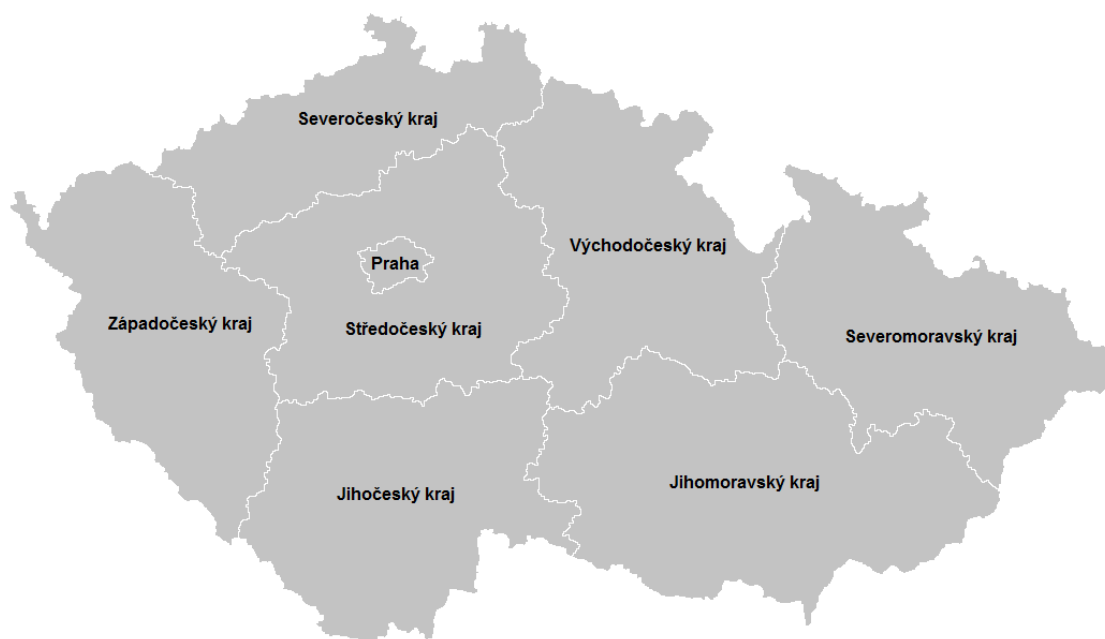 Severočeský kraj
Východočeský kraj
Praha
Západočeský kraj
Středočeský kraj
Severomoravský kraj
Jihomoravský kraj
Jihočeský kraj